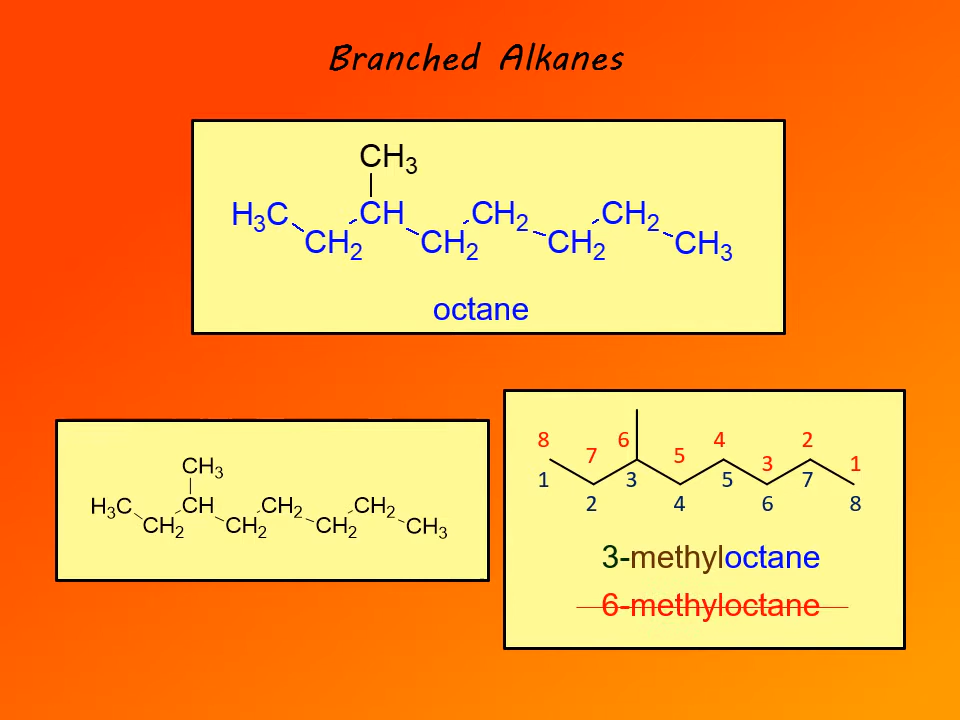 Branched Alkanes
CH3
H3C CH CH2 CH2
CH2 CH2 CH2 CH3
octane
CH3
H3C CH CH2 CH2
CH2 CH2 CH2 CH3
8 7 6 5 4 3 2 1
1 2 3 4 5 6 7 8
3-methyloctane
6-methyloctane